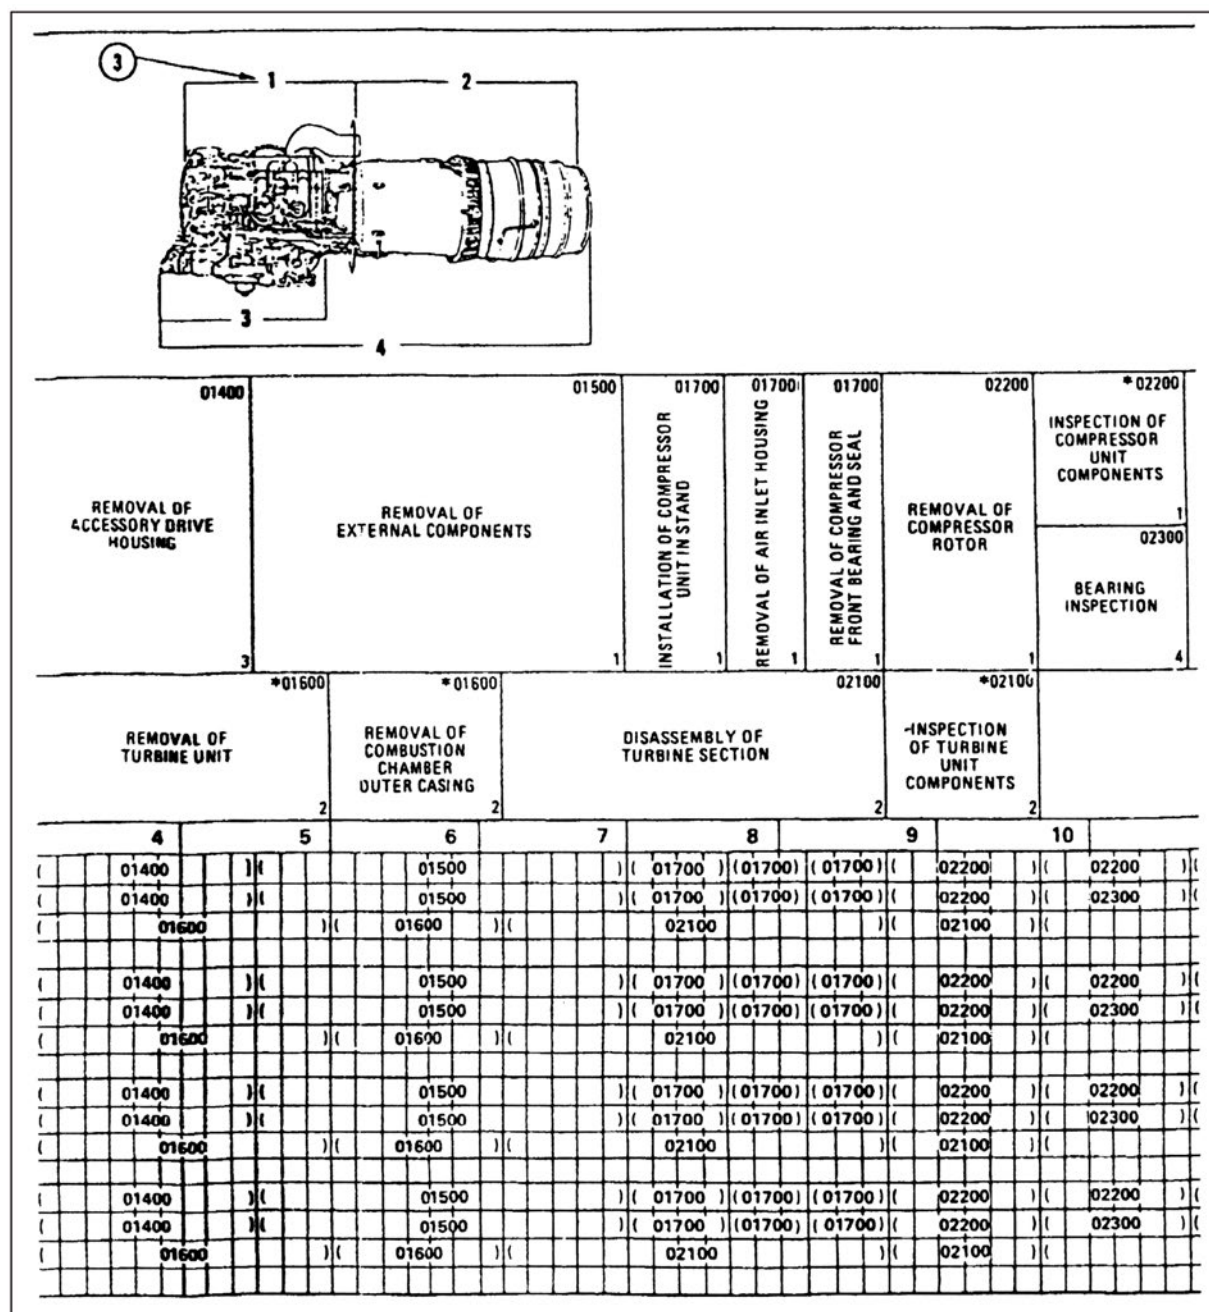 3
1
2
3
4
01400
01500
01700
01700
01700
02200
*02200
REMOVAL OF
ACCESSORY DRIVE
HOUSING
3
REMOVAL OF
EXTERNAL COMPONENTS
1
INSTALLATION OF COMPRESSOR
UNIT IN STAND
1
REMOVAL OF AIR INLET HOUSING
1
REMOVAL OF COMPRESSOR
FRONT BEARING AND SEAL
1
REMOVAL OF
COMPRESSOR
ROTOR
1
INSPECTION OF
COMPRESSOR
UNIT
COMPONENTS
1
02300
BEARING
INSPECTION
4
*01600
*01600
02100
*02100
REMOVAL OF
TURBINE UNIT
2
REMOVAL OF
COMBUSTION
CHAMBER
OUTER CASING
2
DISASSEMBLY OF
TURBINE SECTION
2
-INSPECTION
OF TURBINE
UNIT
COMPONENTS
2
4 5 6 7 8 9 10
( 01400 )( 01500 )( 01700 )(01700)(01700)( 02200 )( 02200 )(
( 01400 )( 01500 )( 01700 )(01700)(01700)( 02200 )( 02300 )(
( 01600 )( 01600 )( 02100 )( 02100 )(
( 01400 )( 01500 )( 01700 )(01700)(01700)( 02200 )( 02200 )(
( 01400 )( 01500 )( 01700 )(01700)(01700)( 02200 )( 02300 )(
( 01600 )( 01600 )( 02100 )( 02100 )(
( 01400 )( 01500 )( 01700 )(01700)(01700)( 02200 )( 02200 )(
( 01400 )( 01500 )( 01700 )(01700)(01700)( 02200 )( 02300 )(
( 01600 )( 01600 )( 02100 )( 02100 )(
( 01400 )( 01500 )( 01700 )(01700)(01700)( 02200 )( 02200 )(
( 01400 )( 01500 )( 01700 )(01700)(01700)( 02200 )( 02300 )(
( 01600 )( 01600 )( 02100 )( 02100 )(